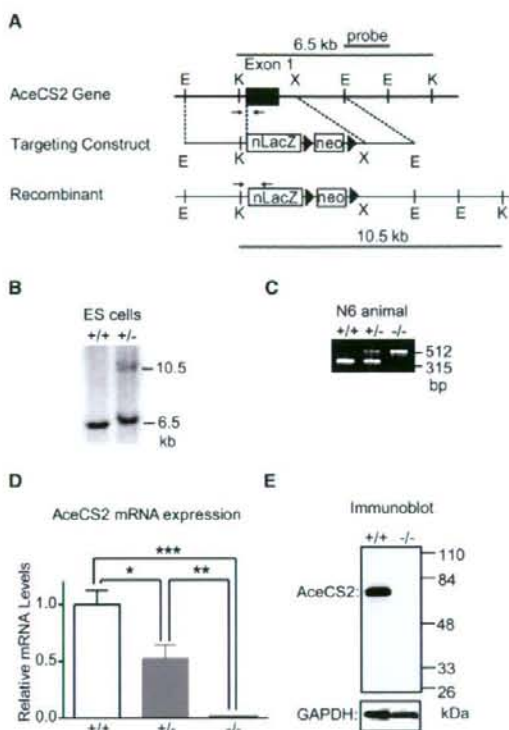 A
6.5 kb probe
Exon 1
E K X E E K
AceCS2 Gene
Targeting Construct nLacZ neo
E K X E
Recombinant nLacZ neo
E K X E E K
10.5 kb
B
ES cells
+/+ +/-
10.5
6.5
kb
C
N6 animal
+/+ +/- -/-
512
315
bp
D
AceCS2 mRNA expression
***
* **
Relative mRNA Levels
1.0
0.5
0.0
+/+ +/- -/-
E
Immunoblot
+/+ -/-
110
AceCS2: 84
48
33
26
GAPDH: kDa